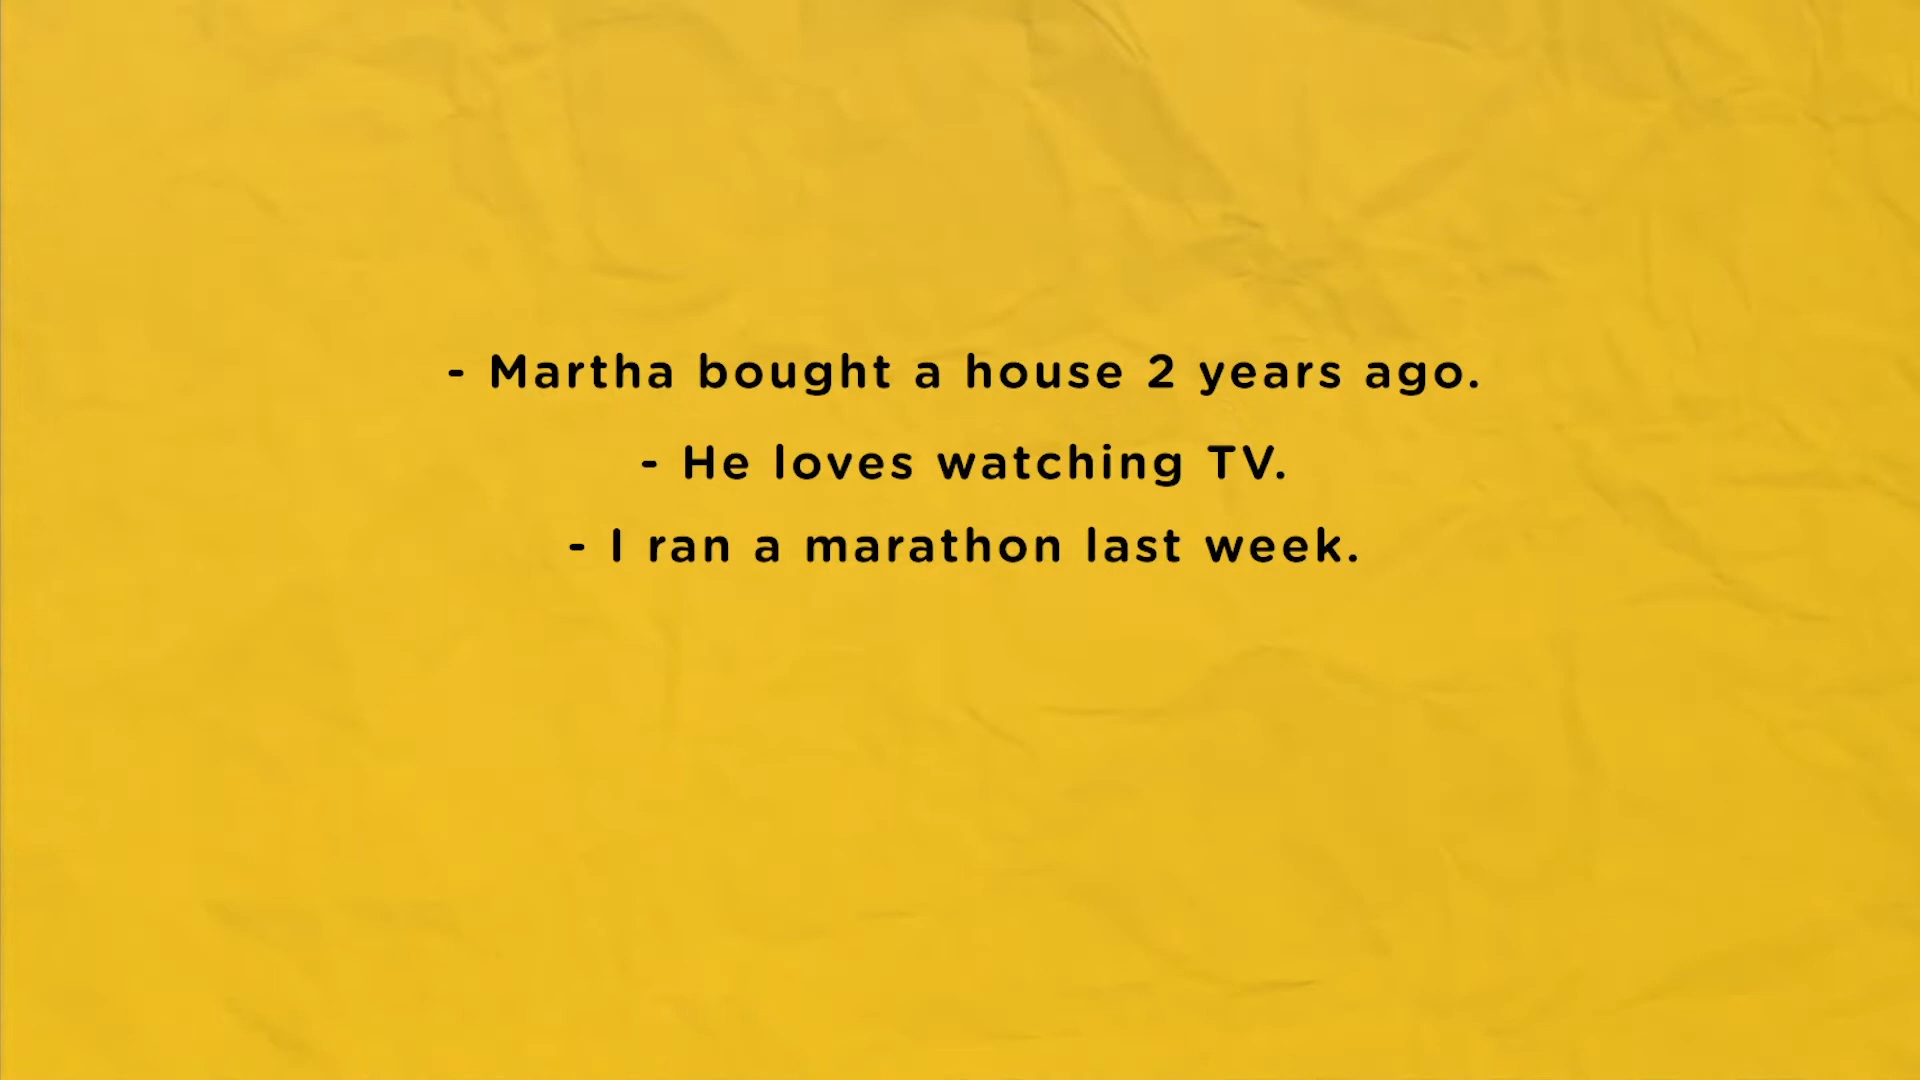 - Martha bought a house 2 years ago.
- He loves watching TV.
- I ran a marathon last week.